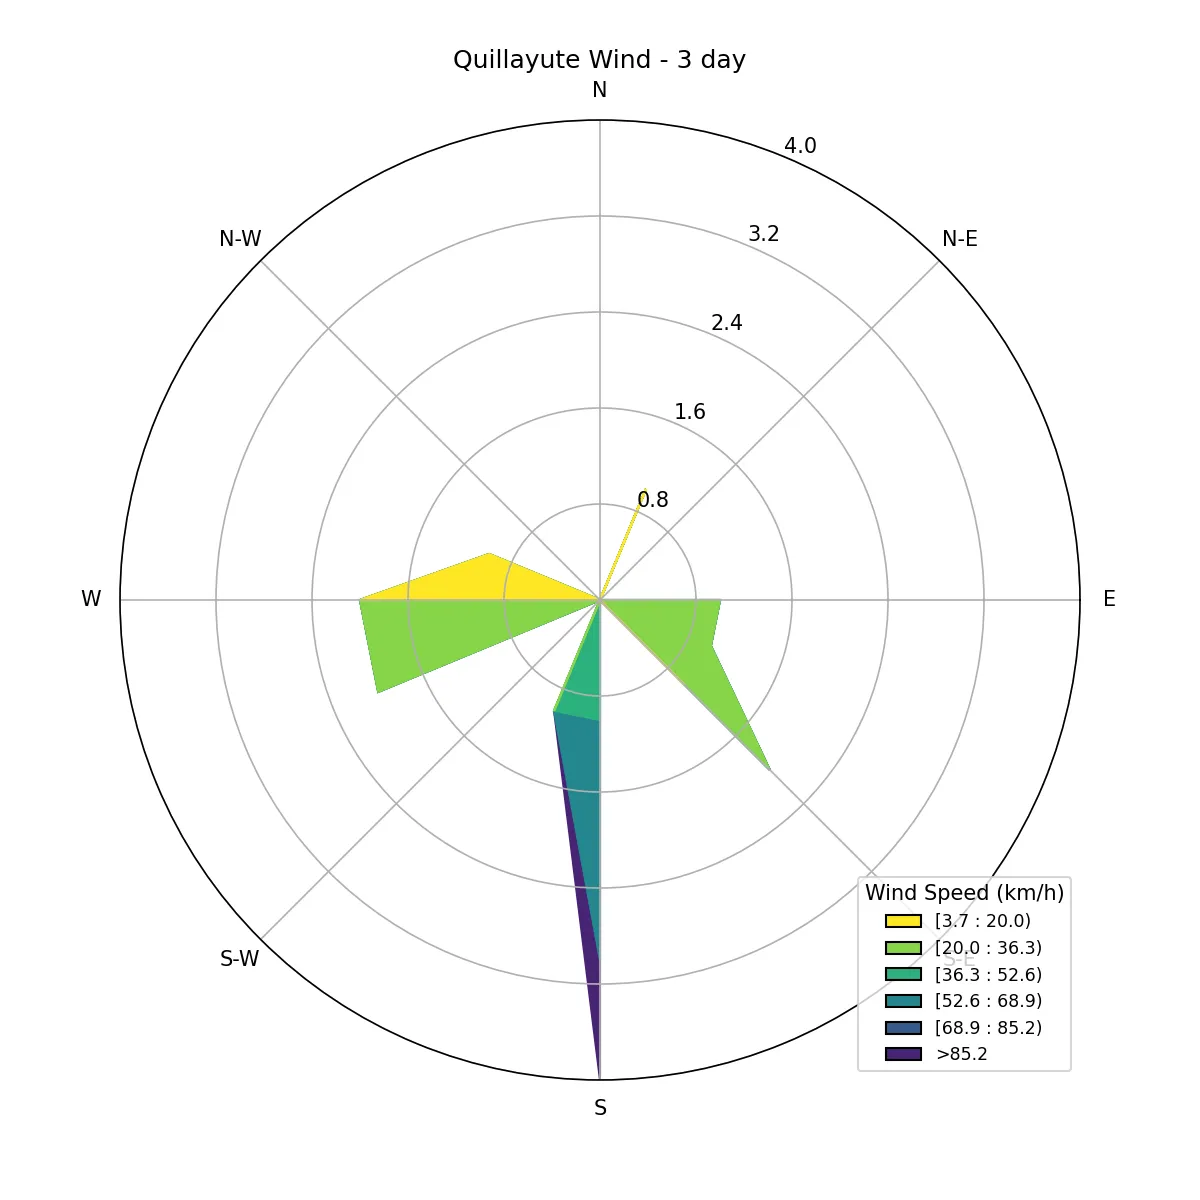 Quillayute Wind - 3 day
N
4.0
N-W
3.2
N-E
2.4
1.6
0.8
W
E
Wind Speed (km/h)
[3.7 : 20.0)
[20.0 : 36.3)
S-W
S-E
[36.3 : 52.6)
[52.6 : 68.9)
[68.9 : 85.2)
>85.2
S